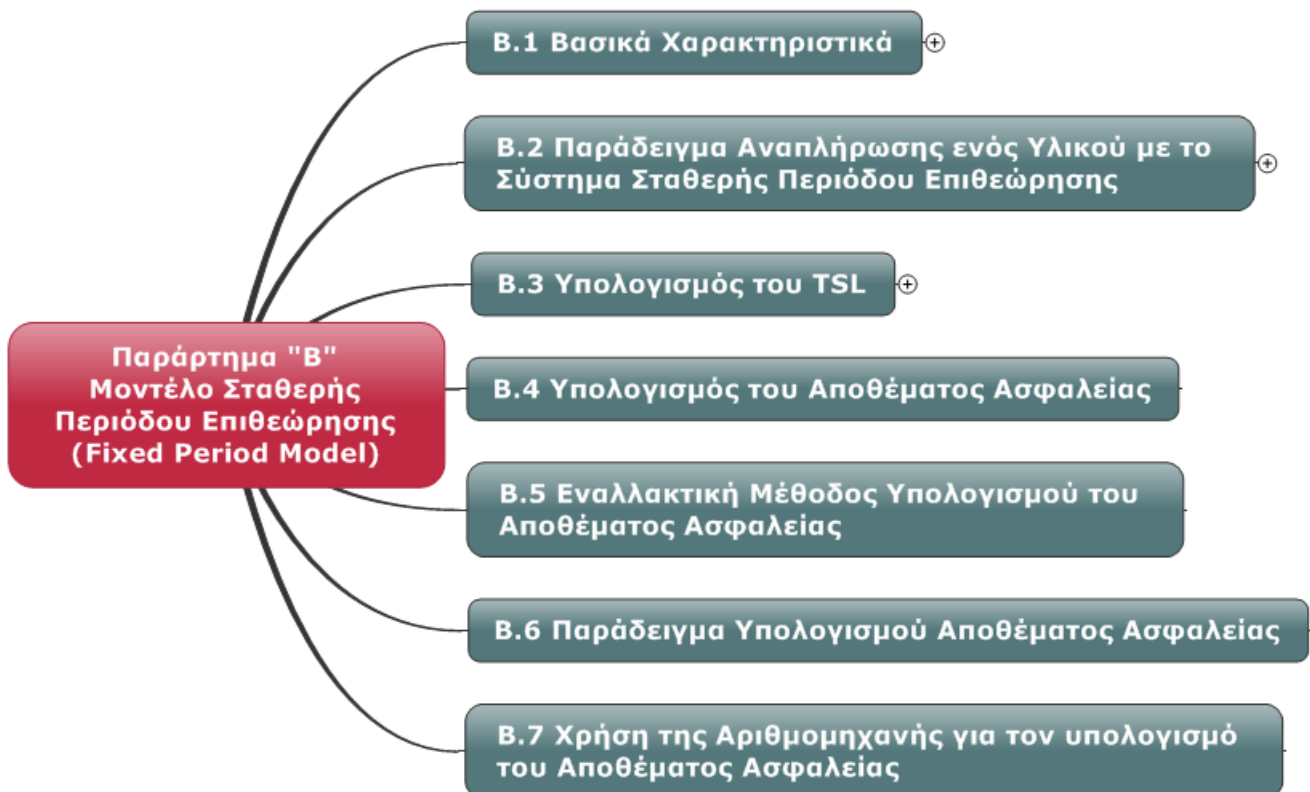 Β.1 Βασικά Χαρακτηριστικά
Β.2 Παράδειγμα Αναπλήρωσης ενός Υλικού με το
Σύστημα Σταθερής Περιόδου Επιθεώρησης
Β.3 Υπολογισμός του TSL
Παράρτημα "Β"
Μοντέλο Σταθερής
Περιόδου Επιθεώρησης
(Fixed Period Model)
Β.4 Υπολογισμός του Αποθέματος Ασφαλείας
Β.5 Εναλλακτική Μέθοδος Υπολογισμού του
Αποθέματος Ασφαλείας
Β.6 Παράδειγμα Υπολογισμού Αποθέματος Ασφαλείας
Β.7 Χρήση της Αριθμομηχανής για τον υπολογισμό
του Αποθέματος Ασφαλείας